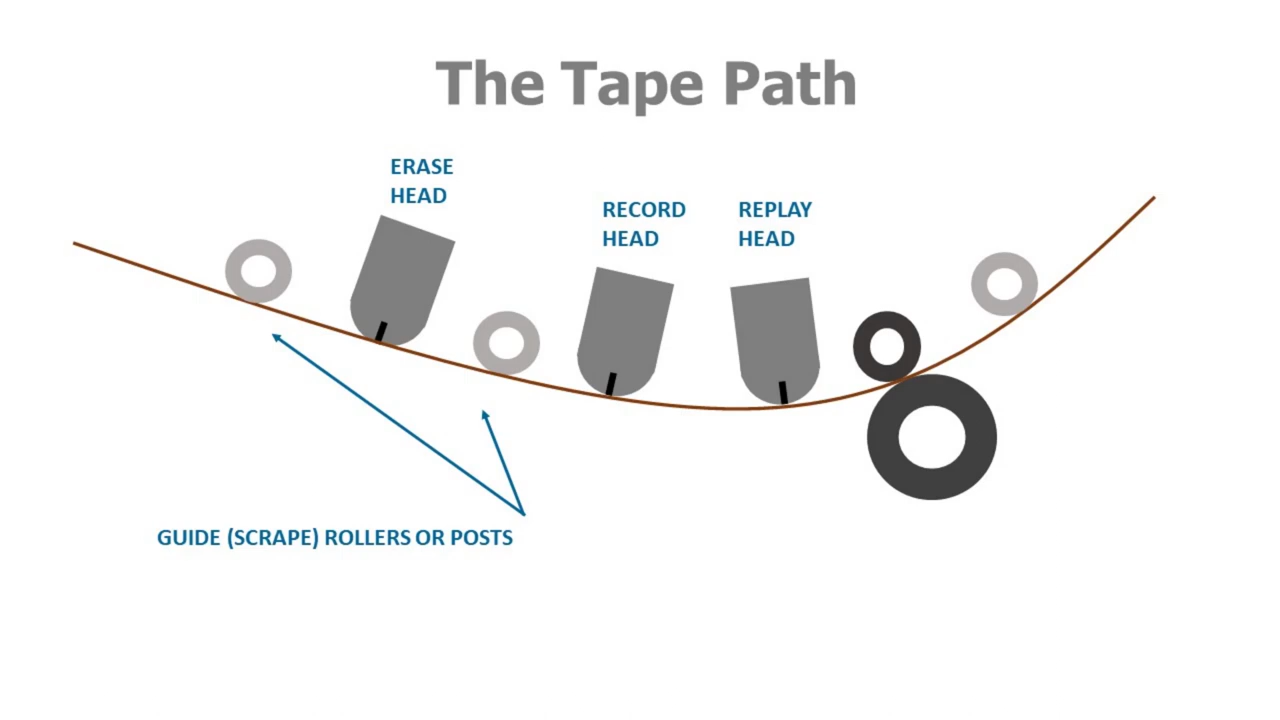 The Tape Path
ERASE
HEAD
RECORD
HEAD
REPLAY
HEAD
GUIDE (SCRAPE) ROLLERS OR POSTS